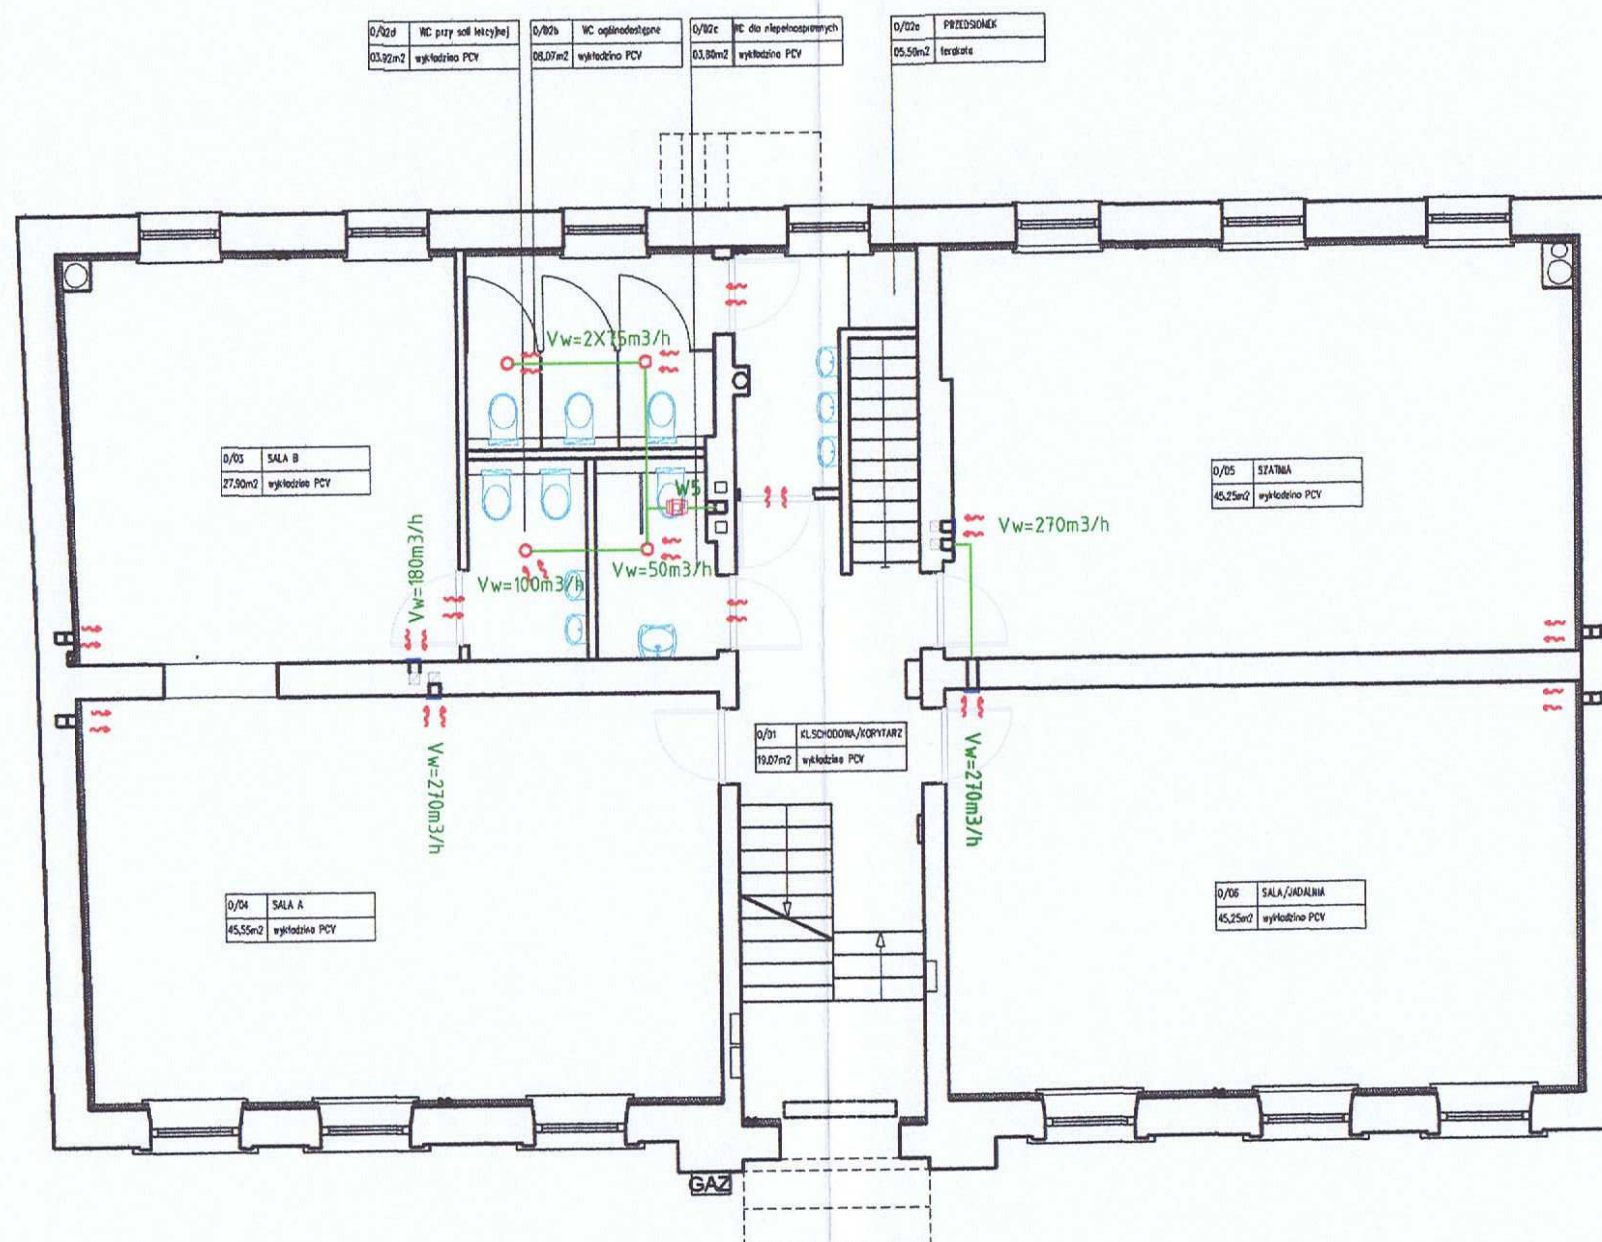 0/02d WC przy sali lekcyjnej
03.92m2 wykładzina PCV
0/02b WC ogólnodostępne
08.07m2 wykładzina PCV
0/02c WC dla niepełnosprawnych
03.80m2 wykładzina PCV
0/02a PRZEDSIONEK
05.50m2 terakota
Vw=2X75m3/h
0/03 SALA B
27.90m2 wykładzina PCV
0/05 SZATNIA
45.25m2 wykładzina PCV
W5
Vw=180m3/h
Vw=270m3/h
Vw=100m3/h
Vw=50m3/h
0/01 KL.SCHODOWA/KORYTARZ
19.07m2 wykładzina PCV
Vw=270m3/h
Vw=270m3/h
0/04 SALA A
45.55m2 wykładzina PCV
0/06 SALA/JADALNIA
45.25m2 wykładzina PCV
GAZ